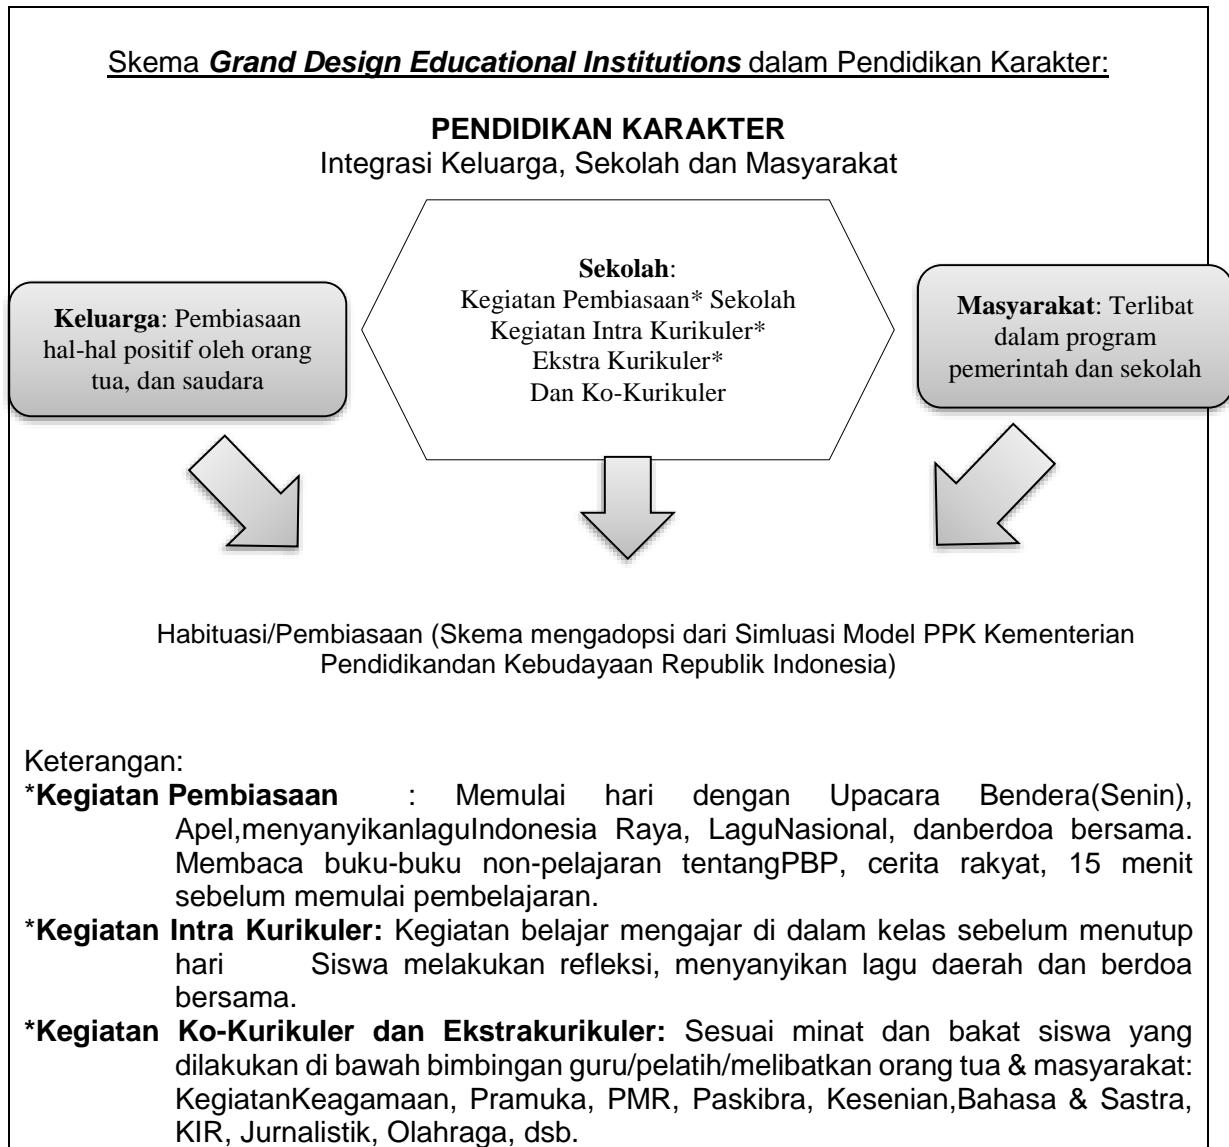 Skema Grand Design Educational Institutions dalam Pendidikan Karakter:
PENDIDIKAN KARAKTER
Integrasi Keluarga, Sekolah dan Masyarakat
Keluarga: Pembiasaan
hal-hal positif oleh orang
tua, dan saudara
Sekolah:
Kegiatan Pembiasaan* Sekolah
Kegiatan Intra Kurikuler*
Ekstra Kurikuler*
Dan Ko-Kurikuler
Masyarakat: Terlibat
dalam program
pemerintah dan sekolah
Habituasi/Pembiasaan (Skema mengadopsi dari Simluasi Model PPK Kementerian
Pendidikandan Kebudayaan Republik Indonesia)
Keterangan:
*Kegiatan Pembiasaan : Memulai hari dengan Upacara Bendera(Senin),
Apel,menyanyikanlaguIndonesia Raya, LaguNasional, danberdoa bersama.
Membaca buku-buku non-pelajaran tentangPBP, cerita rakyat, 15 menit
sebelum memulai pembelajaran.
*Kegiatan Intra Kurikuler: Kegiatan belajar mengajar di dalam kelas sebelum menutup
hari Siswa melakukan refleksi, menyanyikan lagu daerah dan berdoa
bersama.
*Kegiatan Ko-Kurikuler dan Ekstrakurikuler: Sesuai minat dan bakat siswa yang
dilakukan di bawah bimbingan guru/pelatih/melibatkan orang tua & masyarakat:
KegiatanKeagamaan, Pramuka, PMR, Paskibra, Kesenian,Bahasa & Sastra,
KIR, Jurnalistik, Olahraga, dsb.